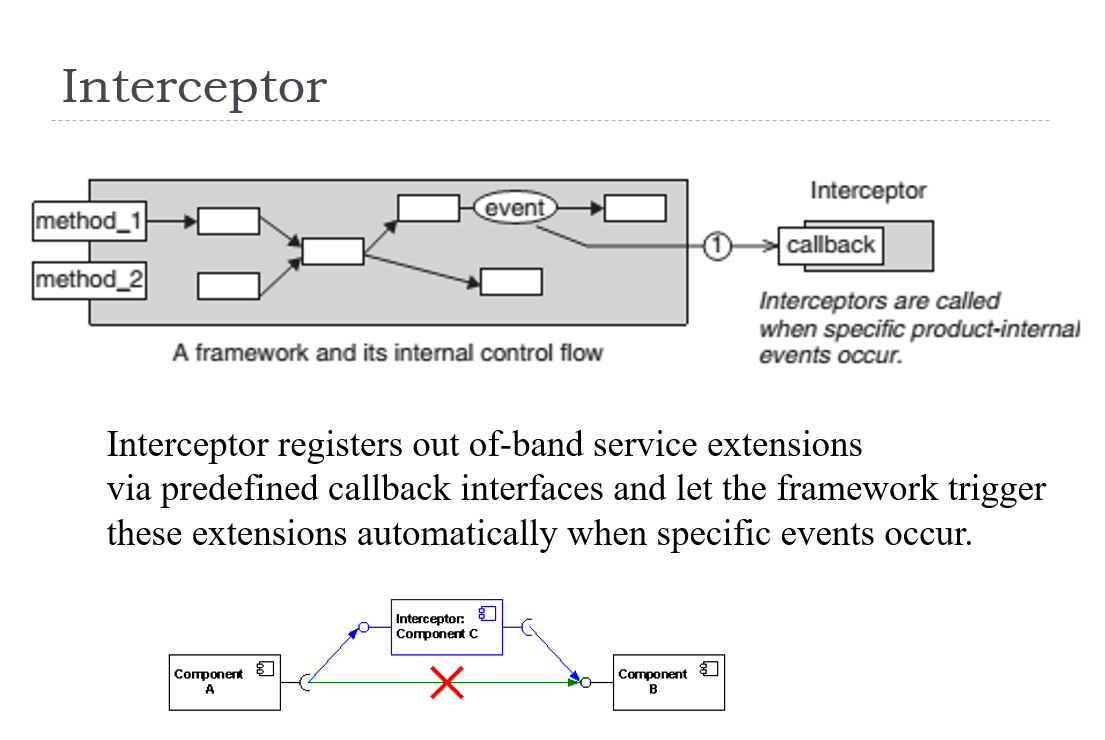 Interceptor
Interceptor
method_1
event
1
callback
method_2
Interceptors are called
when specific product-internal
events occur.
A framework and its internal control flow
Interceptor registers out of-band service extensions
via predefined callback interfaces and let the framework trigger
these extensions automatically when specific events occur.
Interceptor:
Component C
Component
A
Component
B